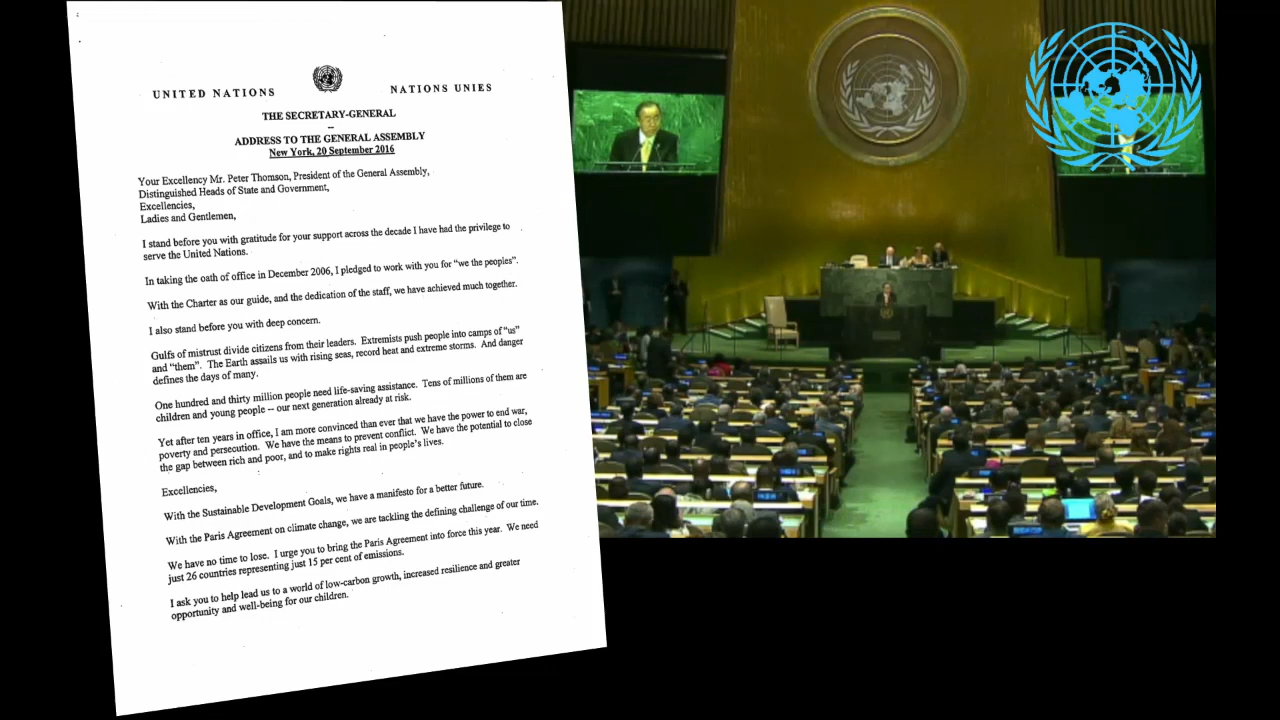 UNITED NATIONS
NATIONS UNIES
THE SECRETARY-GENERAL
--
ADDRESS TO THE GENERAL ASSEMBLY
New York, 20 September 2016
Your Excellency Mr. Peter Thomson, President of the General Assembly,
Distinguished Heads of State and Government,
Excellencies,
Ladies and Gentlemen,
I stand before you with gratitude for your support across the decade I have had the privilege to
serve the United Nations.
In taking the oath of office in December 2006, I pledged to work with you for “we the peoples”.
With the Charter as our guide, and the dedication of the staff, we have achieved much together.
I also stand before you with deep concern.
Gulfs of mistrust divide citizens from their leaders. Extremists push people into camps of “us”
and “them”. The Earth assails us with rising seas, record heat and extreme storms. And danger
defines the days of many.
One hundred and thirty million people need life-saving assistance. Tens of millions of them are
children and young people -- our next generation already at risk.
Yet after ten years in office, I am more convinced than ever that we have the power to end war,
poverty and persecution. We have the means to prevent conflict. We have the potential to close
the gap between rich and poor, and to make rights real in people’s lives.
Excellencies,
With the Sustainable Development Goals, we have a manifesto for a better future.
With the Paris Agreement on climate change, we are tackling the defining challenge of our time.
We have no time to lose. I urge you to bring the Paris Agreement into force this year. We need
just 26 countries representing just 15 per cent of emissions.
I ask you to help lead us to a world of low-carbon growth, increased resilience and greater
opportunity and well-being for our children.